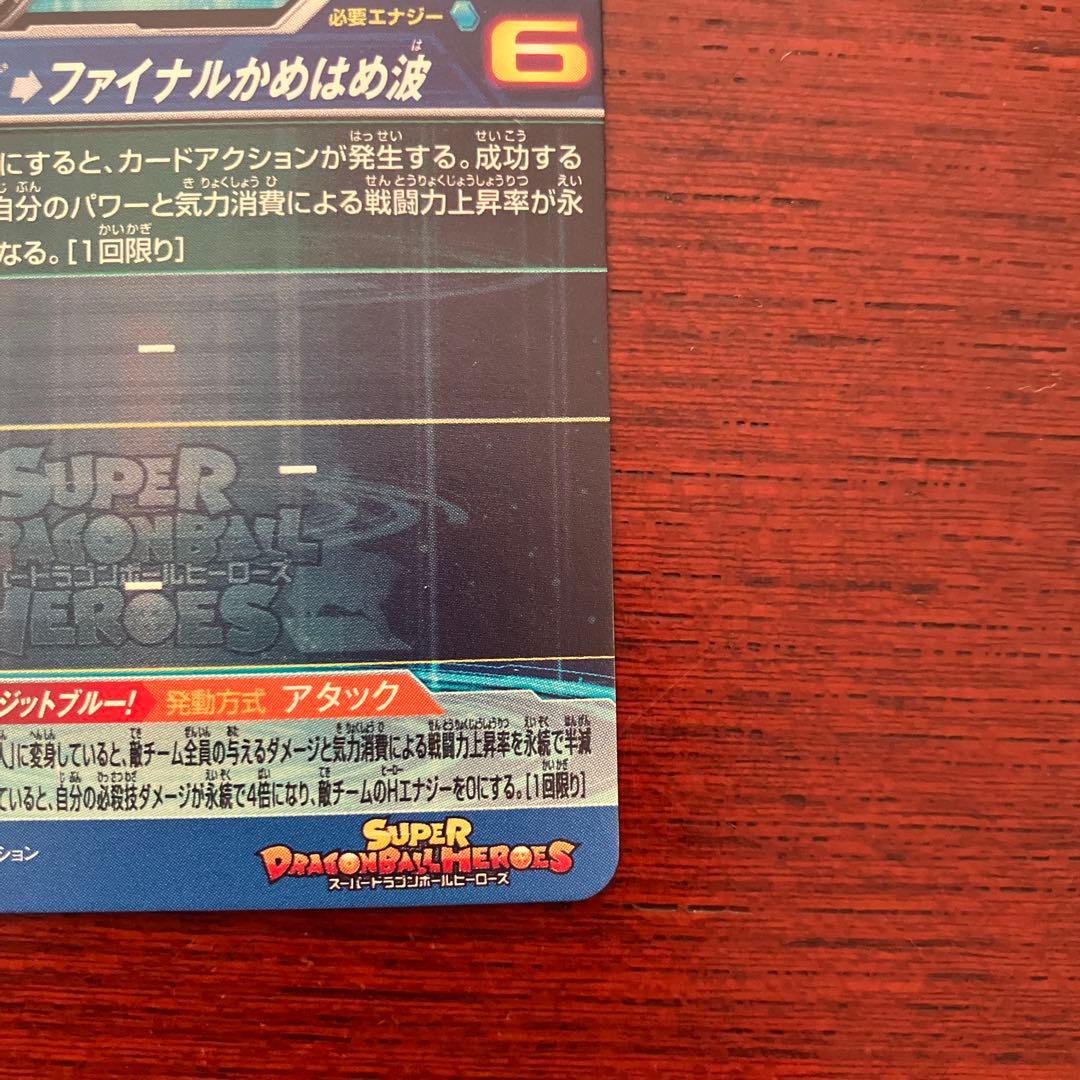 必要エナジー 6
➡ファイナルかめはめ波
にすると、カードアクションが発生する。成功する
自分のパワーと気力消費による戦闘力上昇率が永
なる。[1回限り]
ー
SUPER
ー
DRAGONBALL
ーパードラゴンボールヒーローズ
ー
HEROES
ジットブルー! 発動方式 アタック
人」に変身していると、敵チーム全員の与えるダメージと気力消費による戦闘力上昇率を永続で半減
ていると、自分の必殺技ダメージが永続で4倍になり、敵チームのHエナジーを0にする。[1回限り]
ション
SUPER
DRAGONBALL HEROES
スーパードラゴンボールヒーローズ